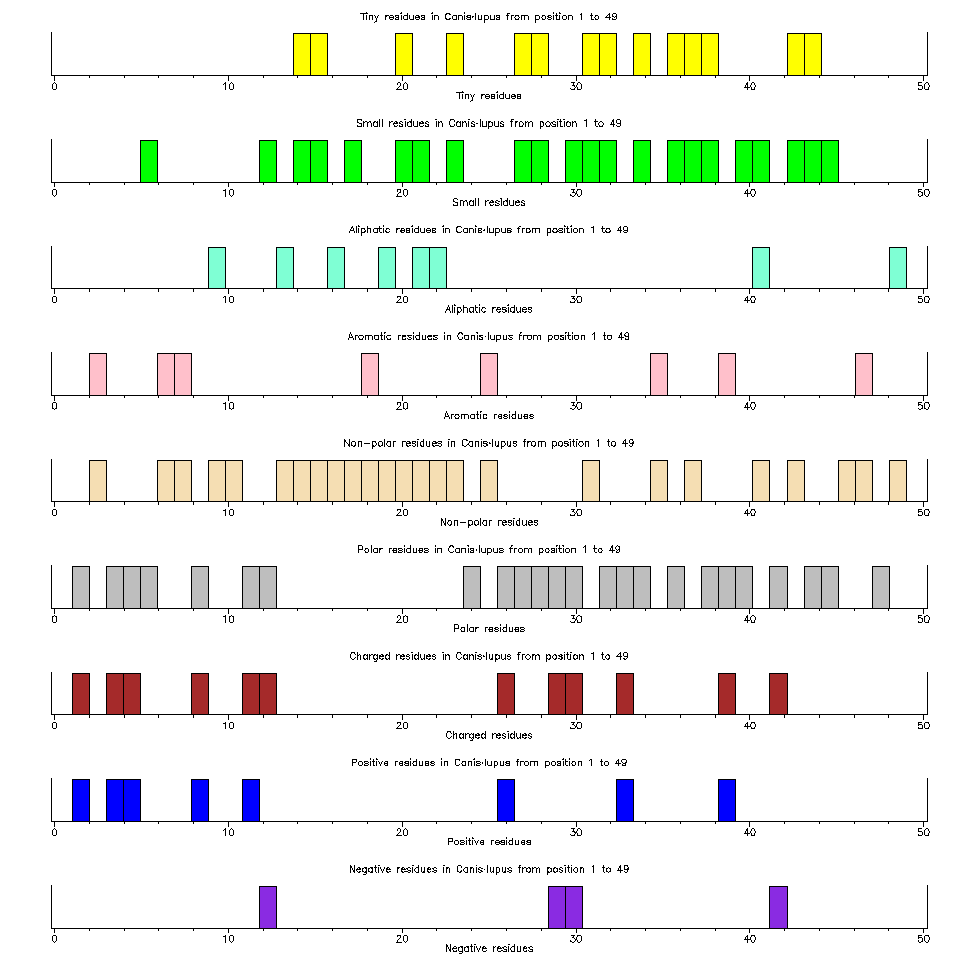 Tiny residues in Canis-lupus from position 1 to 49
0 10 20 30 40 50
Tiny residues
Small residues in Canis-lupus from position 1 to 49
0 10 20 30 40 50
Small residues
Aliphatic residues in Canis-lupus from position 1 to 49
0 10 20 30 40 50
Aliphatic residues
Aromatic residues in Canis-lupus from position 1 to 49
0 10 20 30 40 50
Aromatic residues
Non-polar residues in Canis-lupus from position 1 to 49
0 10 20 30 40 50
Non-polar residues
Polar residues in Canis-lupus from position 1 to 49
0 10 20 30 40 50
Polar residues
Charged residues in Canis-lupus from position 1 to 49
0 10 20 30 40 50
Charged residues
Positive residues in Canis-lupus from position 1 to 49
0 10 20 30 40 50
Positive residues
Negative residues in Canis-lupus from position 1 to 49
0 10 20 30 40 50
Negative residues